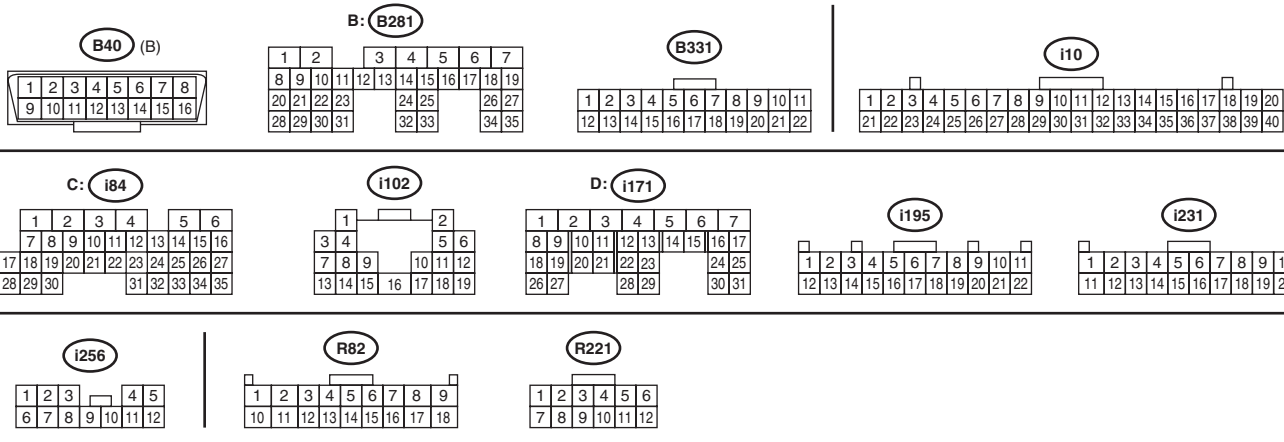 B40 (B)
1 2 3 4 5 6 7 8
9 10 11 12 13 14 15 16
B: B281
1 2 3 4 5 6 7
8 9 10 11 12 13 14 15 16 17 18 19
20 21 22 23 24 25 26 27
28 29 30 31 32 33 34 35
B331
1 2 3 4 5 6 7 8 9 10 11
12 13 14 15 16 17 18 19 20 21 22
i10
1 2 3 4 5 6 7 8 9 10 11 12 13 14 15 16 17 18 19 20
21 22 23 24 25 26 27 28 29 30 31 32 33 34 35 36 37 38 39 40
C: i84
1 2 3 4 5 6
7 8 9 10 11 12 13 14 15 16
17 18 19 20 21 22 23 24 25 26 27
28 29 30 31 32 33 34 35
i102
1 2
3 4 5 6
7 8 9 10 11 12
13 14 15 16 17 18 19
D: i171
1 2 3 4 5 6 7
8 9 10 11 12 13 14 15 16 17
18 19 20 21 22 23 24 25
26 27 28 29 30 31
i195
1 2 3 4 5 6 7 8 9 10 11
12 13 14 15 16 17 18 19 20 21 22
i231
1 2 3 4 5 6 7 8 9
11 12 13 14 15 16 17 18 19
i256
1 2 3 4 5
6 7 8 9 10 11 12
R82
1 2 3 4 5 6 7 8 9
10 11 12 13 14 15 16 17 18
R221
1 2 3 4 5 6
7 8 9 10 11 12